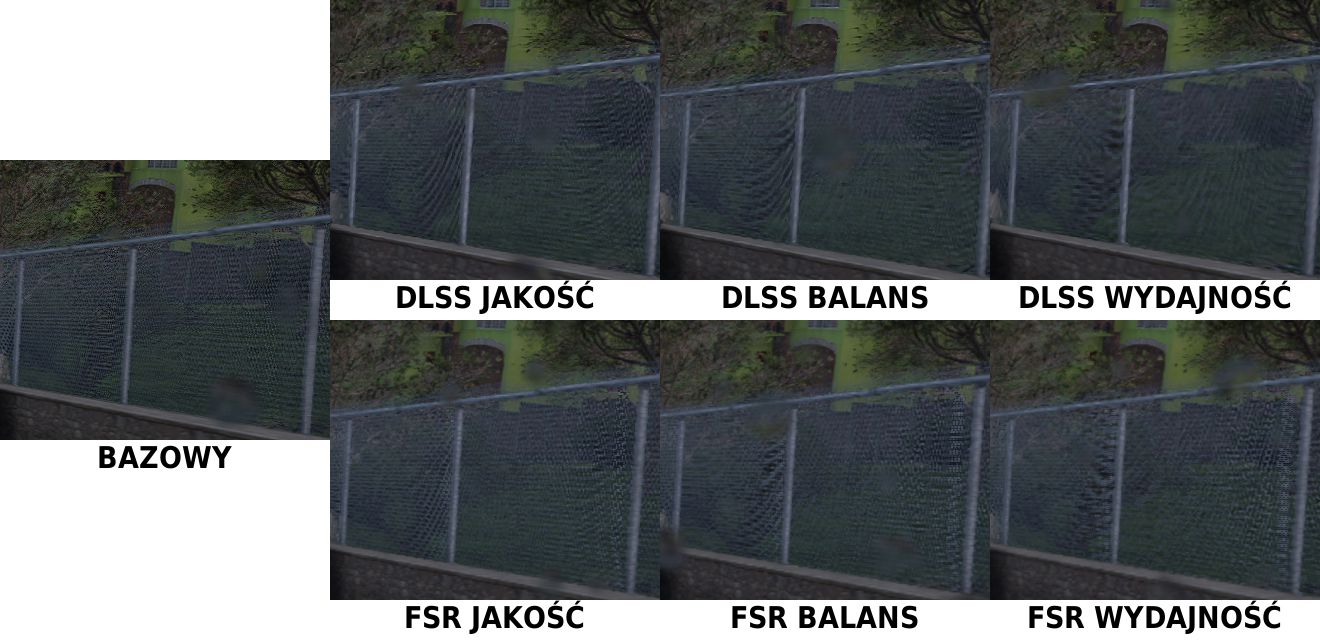 DLSS JAKOŚĆ
DLSS BALANS
DLSS WYDAJNOŚĆ
BAZOWY
FSR JAKOŚĆ
FSR BALANS
FSR WYDAJNOŚĆ